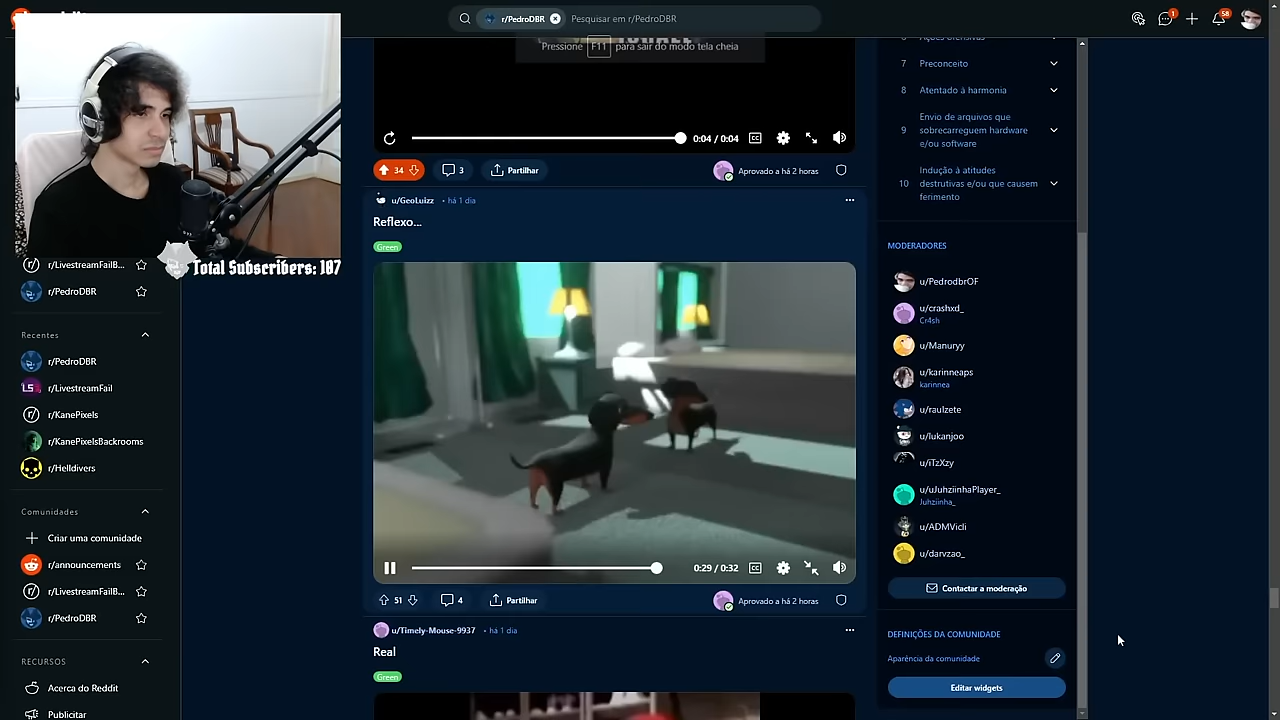 r/PedroDBR
Pesquisar em r/PedroDBR
1
58
Pressione F11 para sair do modo tela cheia
0:04 / 0:04
34
3
Partilhar
Aprovado a há 2 horas
u/GeoLuizz • há 1 dia
Reflexo...
Green
0:29 / 0:32
51
4
Partilhar
Aprovado a há 2 horas
u/Timely-Mouse-9937 • há 1 dia
Real
Green
Total Subscribers: 107
r/LivestreamFailB...
r/PedroDBR
Recentes
r/PedroDBR
r/LivestreamFail
r/KanePixels
r/KanePixelsBackrooms
r/Helldivers
Comunidades
Criar uma comunidade
r/announcements
r/LivestreamFailB...
r/PedroDBR
RECURSOS
Acerca do Reddit
Publicitar
7 Preconceito
8 Atentado á harmonia
9 Envio de arquivos que
sobrecarreguem hardware
e/ou software
10 Indução à atitudes
destrutivas e/ou que causem
ferimento
MODERADORES
u/PedrodbrOF
u/crashxd_
Cr4sh
u/Manuryy
u/karinneaps
karinnea
u/raulzete
u/lukanjoo
u/iTzXzy
u/uJuhziinhaPlayer_
Juhziinha_
u/ADMVicli
u/darvzao_
Contactar a moderação
DEFINIÇÕES DA COMUNIDADE
Aparência da comunidade
Editar widgets